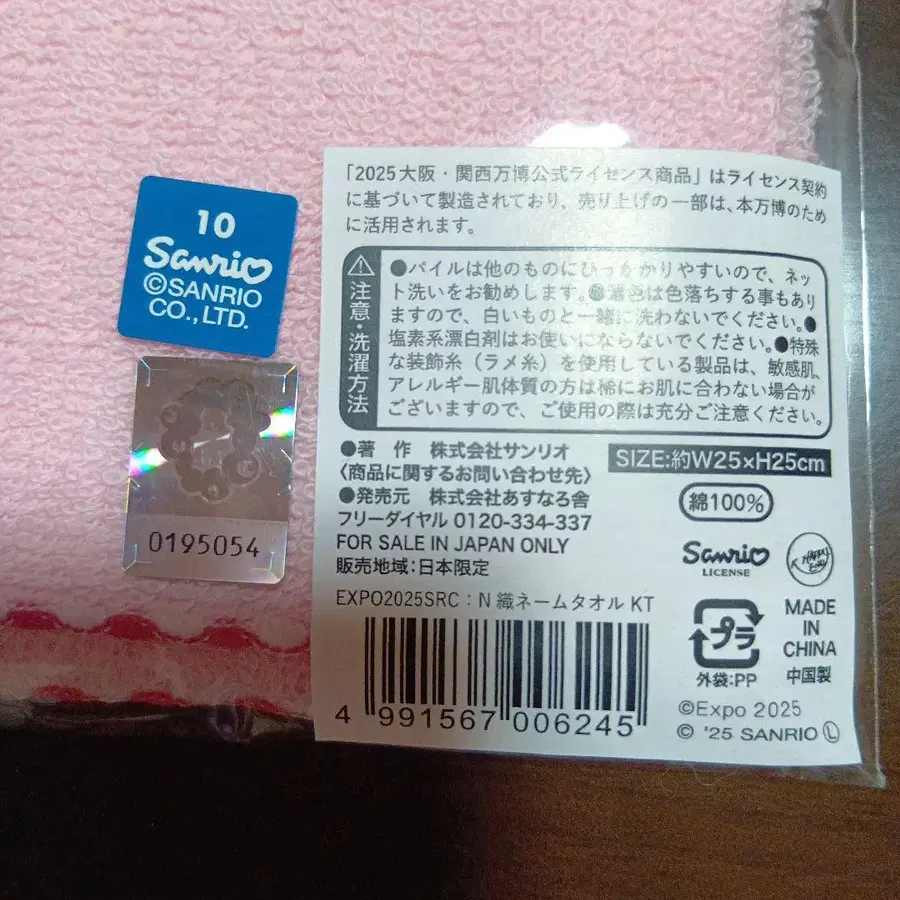 10
Sanrio
©SANRIO
CO.,LTD.
0195054
「2025大阪・関西万博公式ライセンス商品」はライセンス契約
に基づいて製造されており、売り上げの一部は、本万博のため
に活用されます。
注意・洗濯方法
●パイルは他のものにひっかかりやすいので、ネッ
ト洗いをお勧めします。●濃色は色落ちする事もあり
ますので、白いものと一緒に洗わないでください。●
塩素系漂白剤はお使いにならないでください。●特殊
な装飾糸（ラメ糸）を使用している製品は、敏感肌、
アレルギー肌体質の方は稀にお肌に合わない場合が
ございますので、ご使用の際は充分ご注意ください。
●著 作 株式会社サンリオ
〈商品に関するお問い合わせ先〉
●発売元 株式会社あすなろ舎
フリーダイヤル 0120-334-337
FOR SALE IN JAPAN ONLY
販売地域:日本限定
SIZE:約W25×H25cm
綿100%
Sanrio
LICENSE
EXPO2025SRC：N 織ネームタオル KT
4 991567 006245
プラ
外袋:PP
MADE
IN
CHINA
中国製
©Expo 2025
© '25 SANRIO Ⓛ